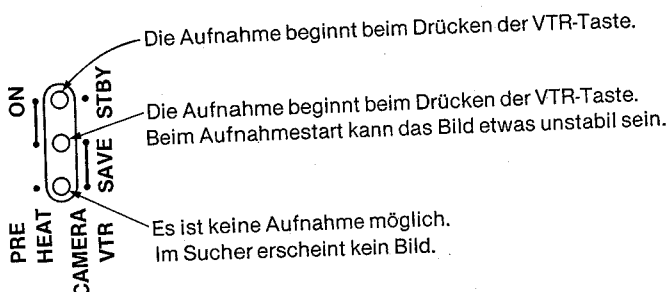 Die Aufnahme beginnt beim Drücken der VTR-Taste.
ON
STBY
Die Aufnahme beginnt beim Drücken der VTR-Taste.
Beim Aufnahmestart kann das Bild etwas unstabil sein.
SAVE
PRE
HEAT
CAMERA
VTR
Es ist keine Aufnahme möglich.
Im Sucher erscheint kein Bild.